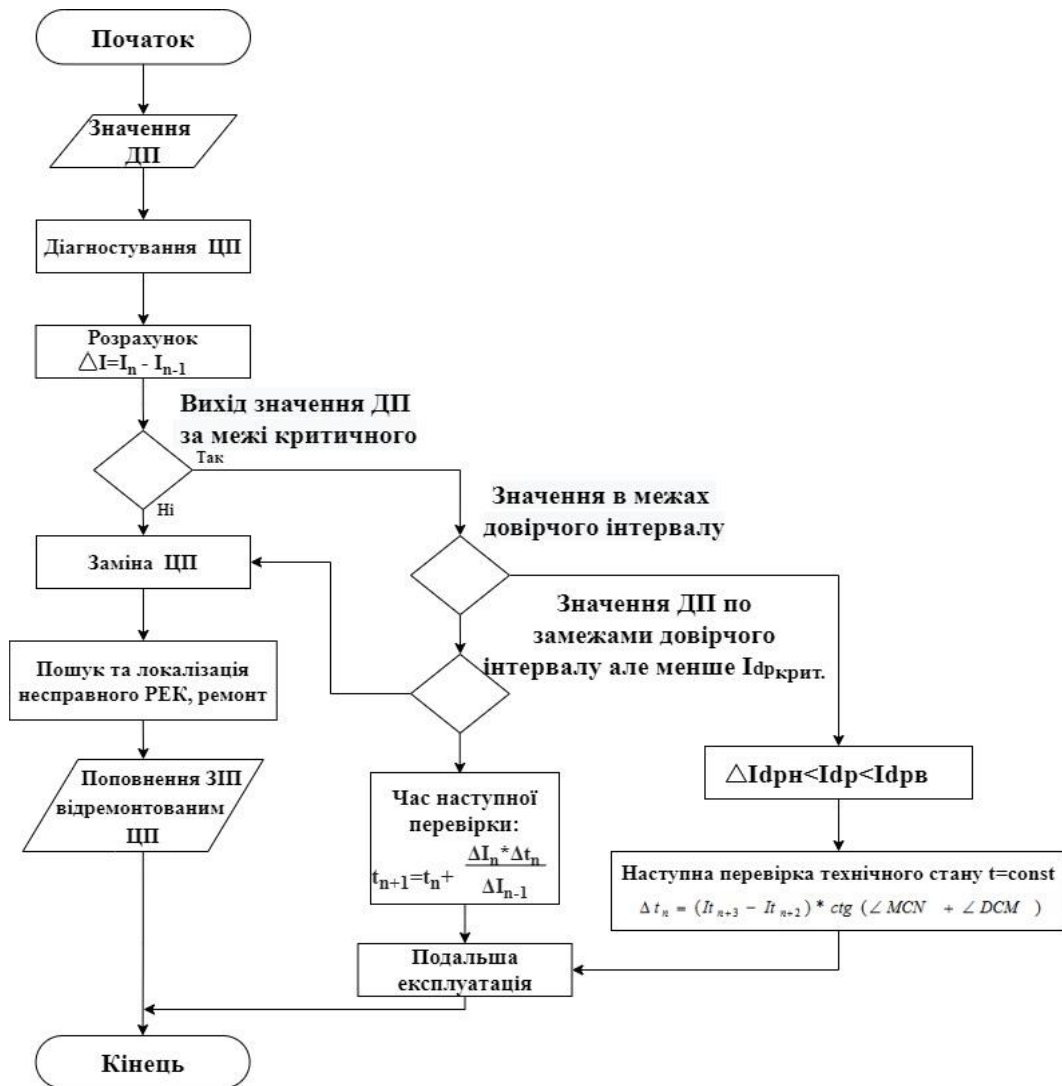 Початок
Значення
ДП
Діагностування ЦП
Розрахунок
△I=Iₙ - Iₙ₋₁
Вихід значення ДП
за межі критичного
Так
Ні
Значення в межах
довірчого інтервалу
Заміна ЦП
Значення ДП по
замежами довірчого
інтервалу але менше Idpкрит.
Пошук та локалізація
несправного РЕК, ремонт
Поповнення ЗІП
відремонтованим
ЦП
Час наступної
перевірки:
tₙ₊₁=tₙ+ ΔIₙ*Δtₙ
ΔIₙ₋₁
△Idpн<Idp<Idpв
Наступна перевірка технічного стану t=const
Δ tₙ = (Itₙ₊₃ − Itₙ₊₂) * ctg (∠ MCN + ∠ DCM )
Подальша
експлуатація
Кінець